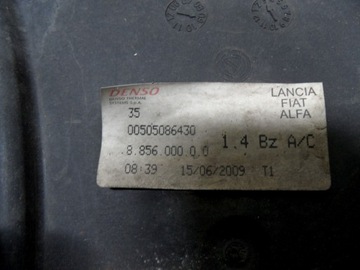 DENSO
LANCIA
FIAT
ALFA
35
00505086430
8.856.000.0.0
1.4 Bz A/C
08:39 15/06/2009 T1